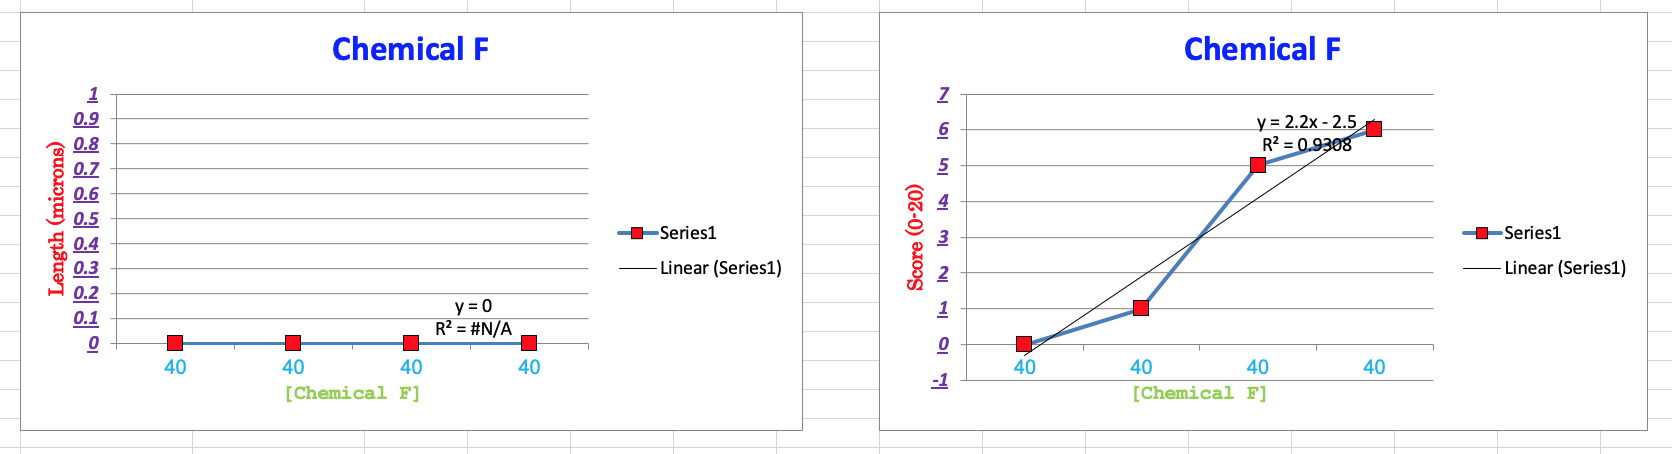 Chemical F
1
0.9
0.8
0.7
0.6
0.5
0.4
0.3
0.2
0.1
0
Length (microns)
y = 0
R² = #N/A
40 40 40 40
[Chemical F]
Series1
Linear (Series1)
Chemical F
7
6
5
4
3
2
1
0
-1
Score (0-20)
y = 2.2x - 2.5
R² = 0.9308
40 40 40 40
[Chemical F]
Series1
Linear (Series1)